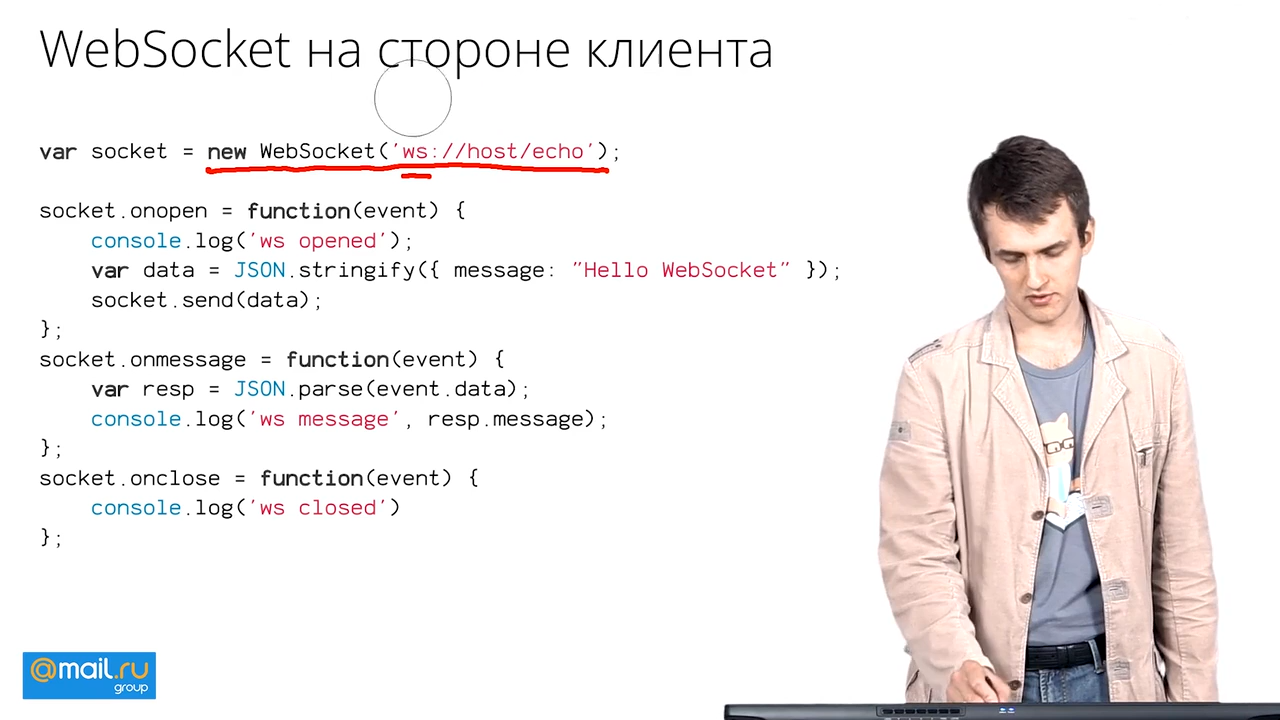 WebSocket на стороне клиента
var socket = new WebSocket('ws://host/echo');
socket.onopen = function(event) {
console.log('ws opened');
var data = JSON.stringify({ message: "Hello WebSocket" });
socket.send(data);
};
socket.onmessage = function(event) {
var resp = JSON.parse(event.data);
console.log('ws message', resp.message);
};
socket.onclose = function(event) {
console.log('ws closed')
};
@mail.ru
group